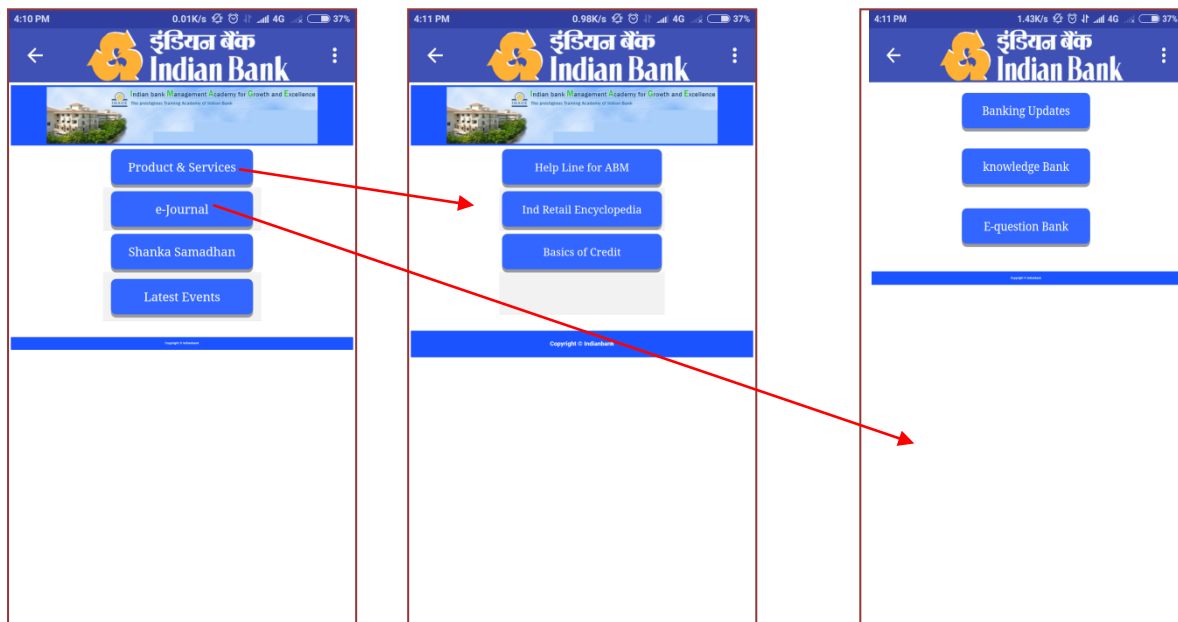 4:10 PM
0.01K/s
4G
37%
इंडियन बैंक
Indian Bank
Indian bank Management Academy for Growth and Excellence
The prestigious Training Academy of Indian Bank
Product & Services
e-Journal
Shanka Samadhan
Latest Events
Copyright © Indianbank
4:11 PM
0.98K/s
4G
37%
इंडियन बैंक
Indian Bank
Indian bank Management Academy for Growth and Excellence
The prestigious Training Academy of Indian Bank
Help Line for ABM
Ind Retail Encyclopedia
Basics of Credit
Copyright © Indianbank
4:11 PM
1.43K/s
4G
37%
इंडियन बैंक
Indian Bank
Banking Updates
knowledge Bank
E-question Bank
Copyright © Indianbank